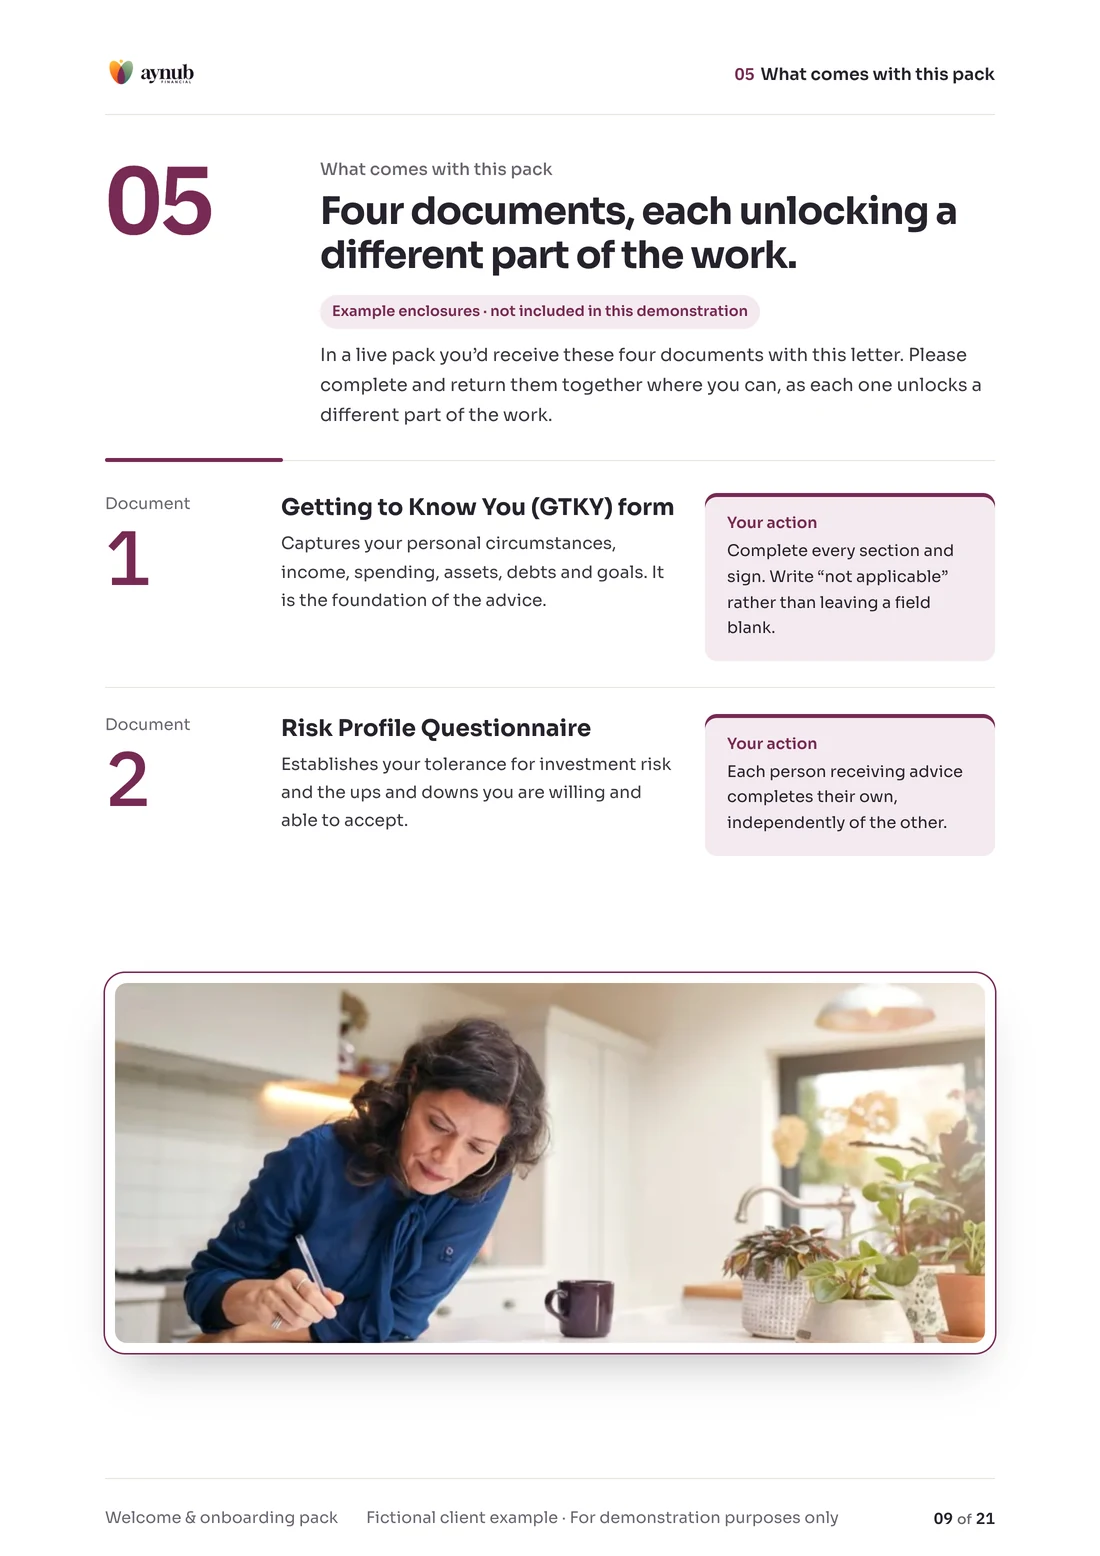 aynub
FINANCIAL
05 What comes with this pack
05
What comes with this pack
Four documents, each unlocking a
different part of the work.
Example enclosures · not included in this demonstration
In a live pack you’d receive these four documents with this letter. Please
complete and return them together where you can, as each one unlocks a
different part of the work.
Document
1
Getting to Know You (GTKY) form
Captures your personal circumstances,
income, spending, assets, debts and goals. It
is the foundation of the advice.
Your action
Complete every section and
sign. Write “not applicable”
rather than leaving a field
blank.
Document
2
Risk Profile Questionnaire
Establishes your tolerance for investment risk
and the ups and downs you are willing and
able to accept.
Your action
Each person receiving advice
completes their own,
independently of the other.
Welcome & onboarding pack
Fictional client example · For demonstration purposes only
09 of 21